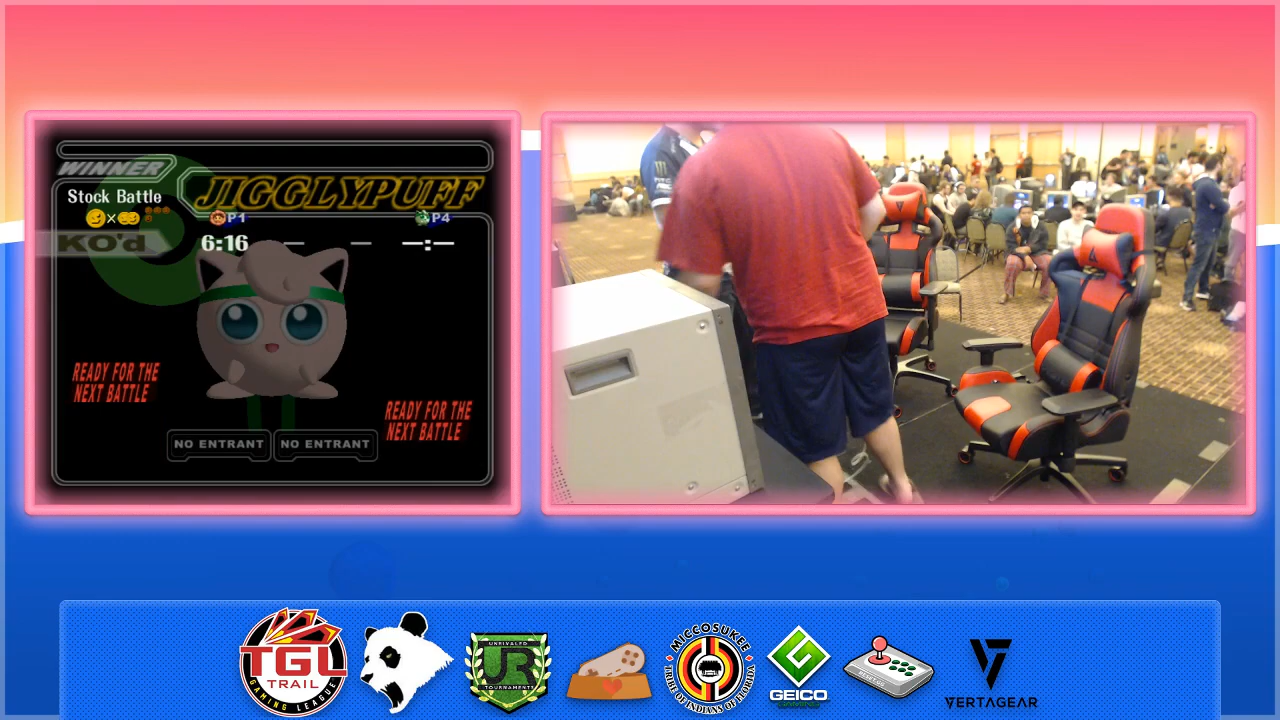 WINNER
JIGGLYPUFF
Stock Battle
P1
P4
KO'd
6:16
READY FOR THE
NEXT BATTLE
READY FOR THE
NEXT BATTLE
NO ENTRANT
NO ENTRANT
TGL
TRAIL
GAMING LEAGUE
UNRIVALED
UR
TOURNAMENTS
MICCOSUKEE
TRIBE OF INDIANS OF FLORIDA
G
GEICO
GAMING
VERTAGEAR